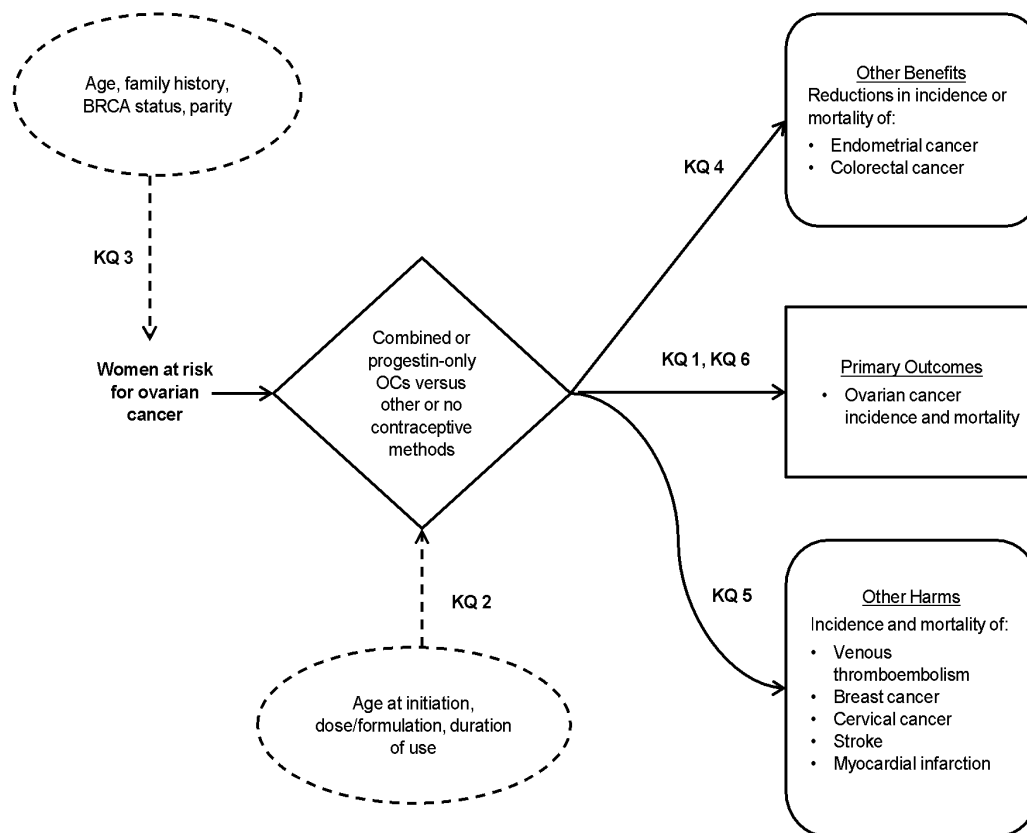 Age, family history,
BRCA status, parity
KQ 3
Women at risk
for ovarian
cancer
Combined or
progestin-only
OCs versus
other or no
contraceptive
methods
KQ 2
Age at initiation,
dose/formulation, duration
of use
KQ 4
Other Benefits
Reductions in incidence or
mortality of:
• Endometrial cancer
• Colorectal cancer
KQ 1, KQ 6
Primary Outcomes
• Ovarian cancer
incidence and mortality
KQ 5
Other Harms
Incidence and mortality of:
• Venous
thromboembolism
• Breast cancer
• Cervical cancer
• Stroke
• Myocardial infarction